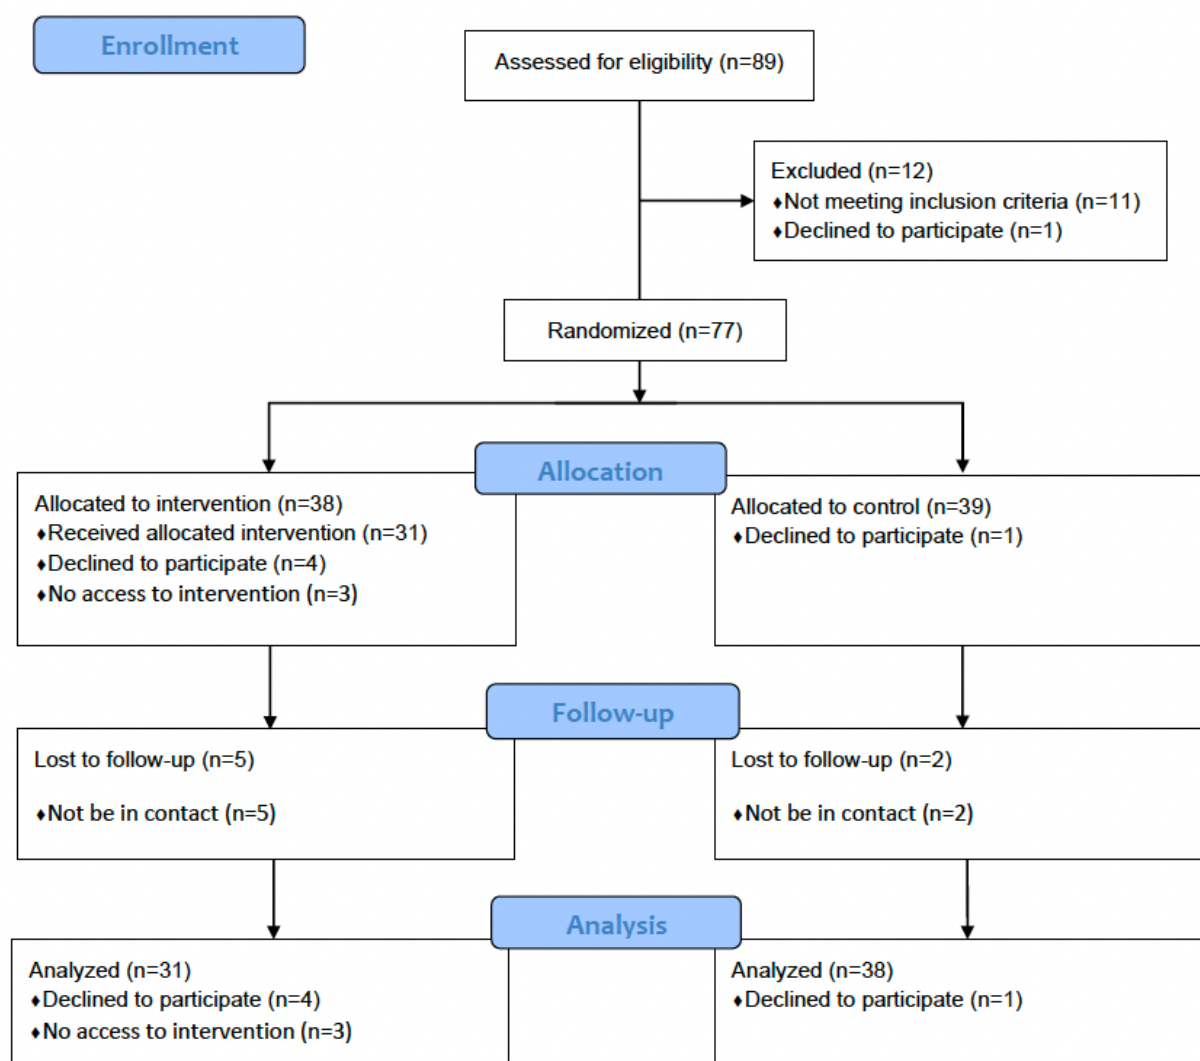 Enrollment
Assessed for eligibility (n=89)
Excluded (n=12)
♦Not meeting inclusion criteria (n=11)
♦Declined to participate (n=1)
Randomized (n=77)
Allocation
Allocated to intervention (n=38)
♦Received allocated intervention (n=31)
♦Declined to participate (n=4)
♦No access to intervention (n=3)
Allocated to control (n=39)
♦Declined to participate (n=1)
Follow-up
Lost to follow-up (n=5)
♦Not be in contact (n=5)
Lost to follow-up (n=2)
♦Not be in contact (n=2)
Analysis
Analyzed (n=31)
♦Declined to participate (n=4)
♦No access to intervention (n=3)
Analyzed (n=38)
♦Declined to participate (n=1)